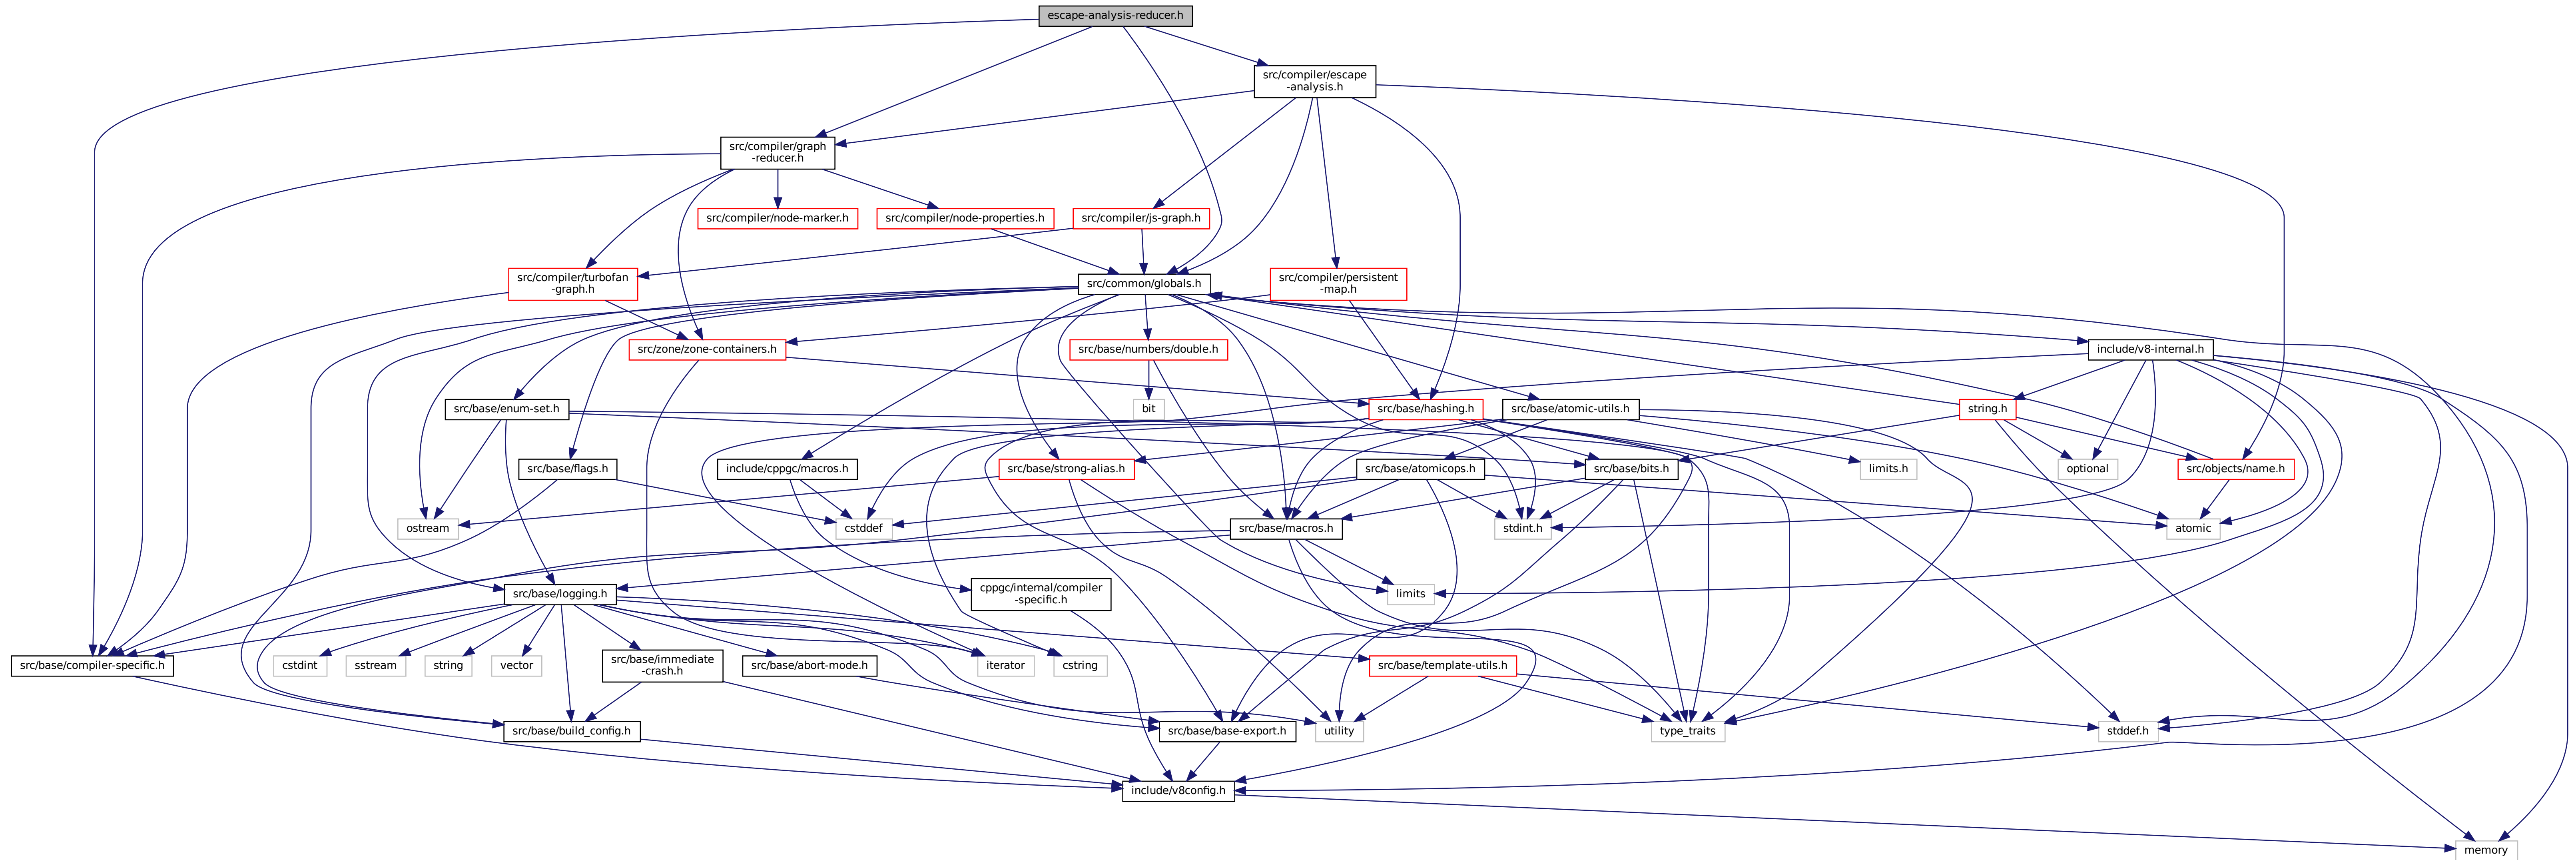 escape-analysis-reducer.h
src/compiler/escape
-analysis.h
src/compiler/graph
-reducer.h
src/compiler/node-marker.h
src/compiler/node-properties.h
src/compiler/js-graph.h
src/compiler/turbofan
-graph.h
src/common/globals.h
src/compiler/persistent
-map.h
src/zone/zone-containers.h
src/base/numbers/double.h
include/v8-internal.h
src/base/enum-set.h
bit
src/base/hashing.h
src/base/atomic-utils.h
string.h
src/base/flags.h
include/cppgc/macros.h
src/base/strong-alias.h
src/base/atomicops.h
src/base/bits.h
limits.h
optional
src/objects/name.h
ostream
cstddef
src/base/macros.h
stdint.h
atomic
src/base/logging.h
cppgc/internal/compiler
-specific.h
limits
src/base/compiler-specific.h
cstdint
sstream
string
vector
src/base/immediate
-crash.h
src/base/abort-mode.h
iterator
cstring
src/base/template-utils.h
src/base/build_config.h
src/base/base-export.h
utility
type_traits
stddef.h
include/v8config.h
memory